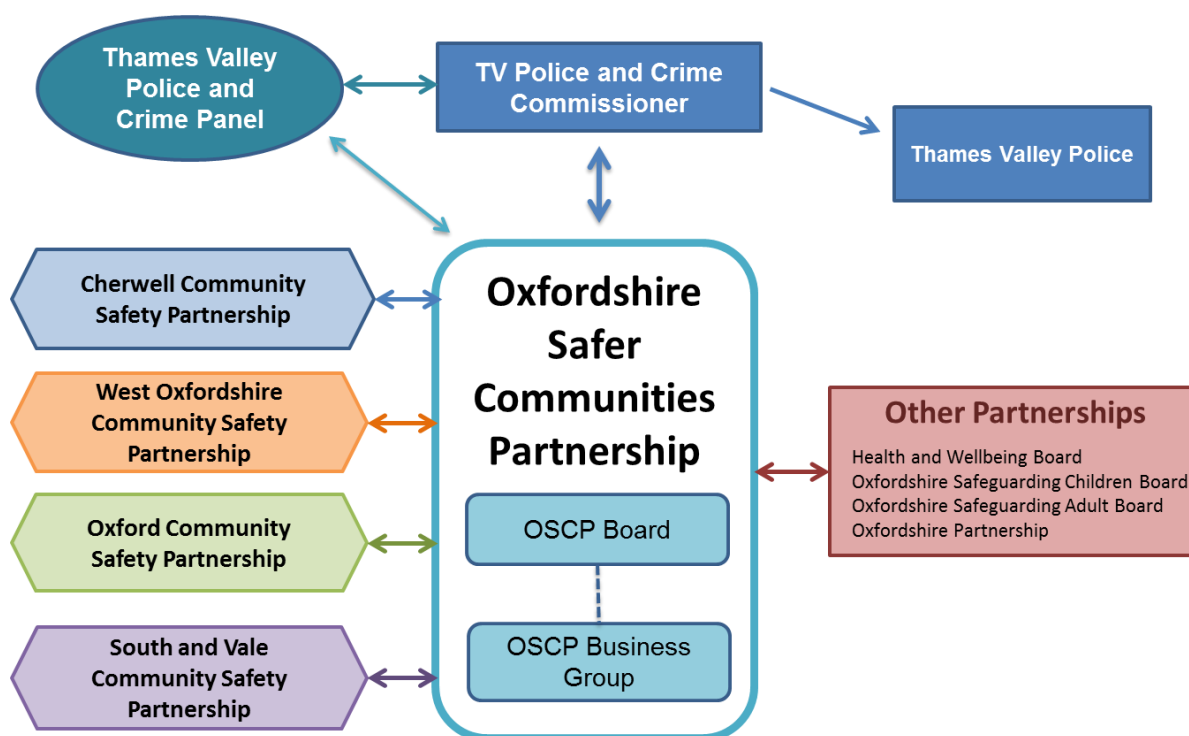 Thames Valley
Police and
Crime Panel
TV Police and Crime
Commissioner
Thames Valley Police
Cherwell Community
Safety Partnership
West Oxfordshire
Community Safety
Partnership
Oxford Community
Safety Partnership
South and Vale
Community Safety
Partnership
Oxfordshire
Safer
Communities
Partnership
OSCP Board
OSCP Business
Group
Other Partnerships
Health and Wellbeing Board
Oxfordshire Safeguarding Children Board
Oxfordshire Safeguarding Adult Board
Oxfordshire Partnership